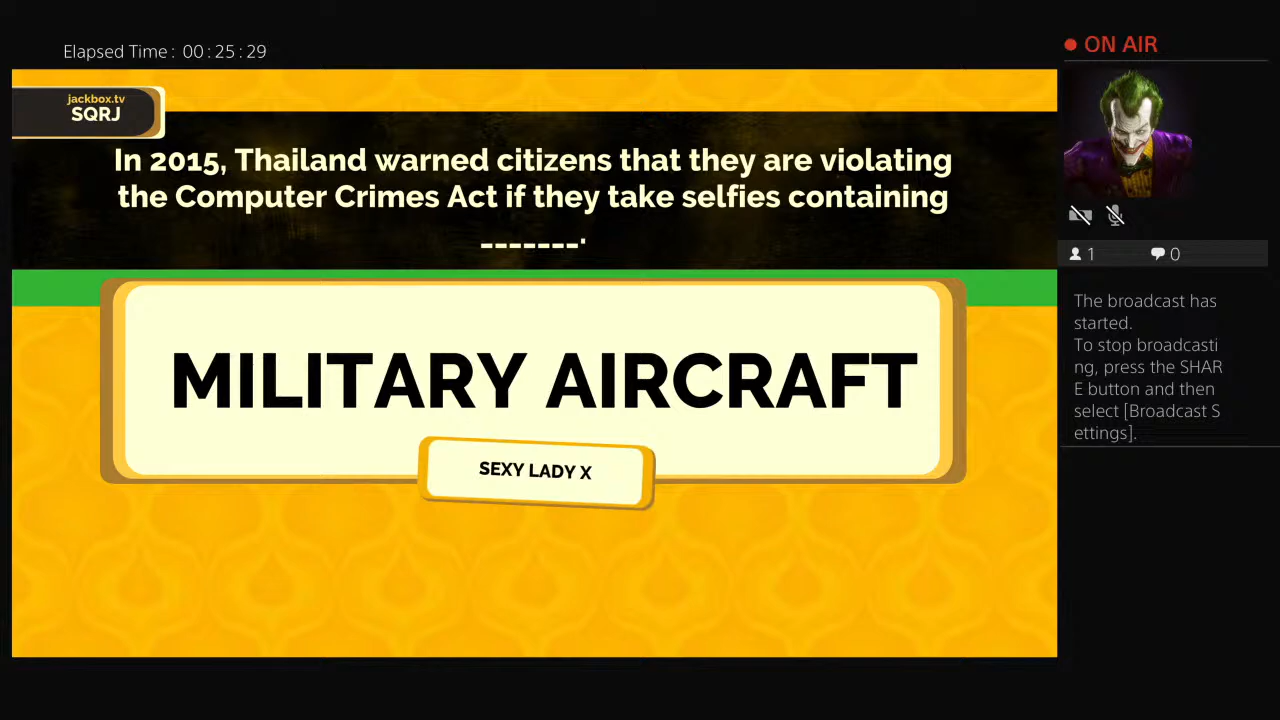 Elapsed Time: 00:25:29
ON AIR
jackbox.tv
SQRJ
In 2015, Thailand warned citizens that they are violating
the Computer Crimes Act if they take selfies containing
_______.
MILITARY AIRCRAFT
SEXY LADY X
1
0
The broadcast has
started.
To stop broadcasti
ng, press the SHAR
E button and then
select [Broadcast S
ettings].